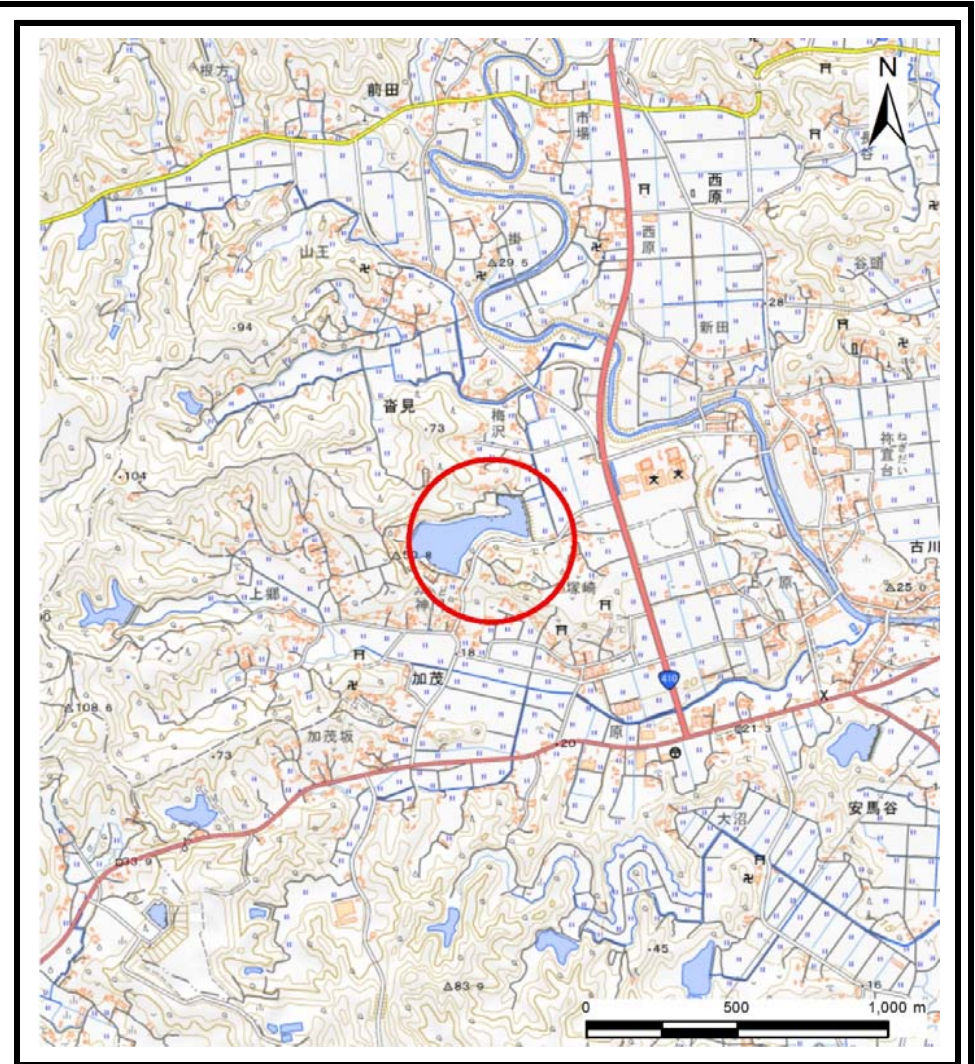 根方
前田
N
市場
長谷
西原
西原
掛
29.5
山王
谷頭
28
新田
94
沓見
梅沢
73
祢宜台
ねぎだい
104
古川
59.8
上郷
塚崎
上ノ原
25.0
神
18
加茂
410
108.6
加茂坂
原
21.3
20
73
安馬谷
大沼
33.9
45
83.9
16
0 500 1,000 m